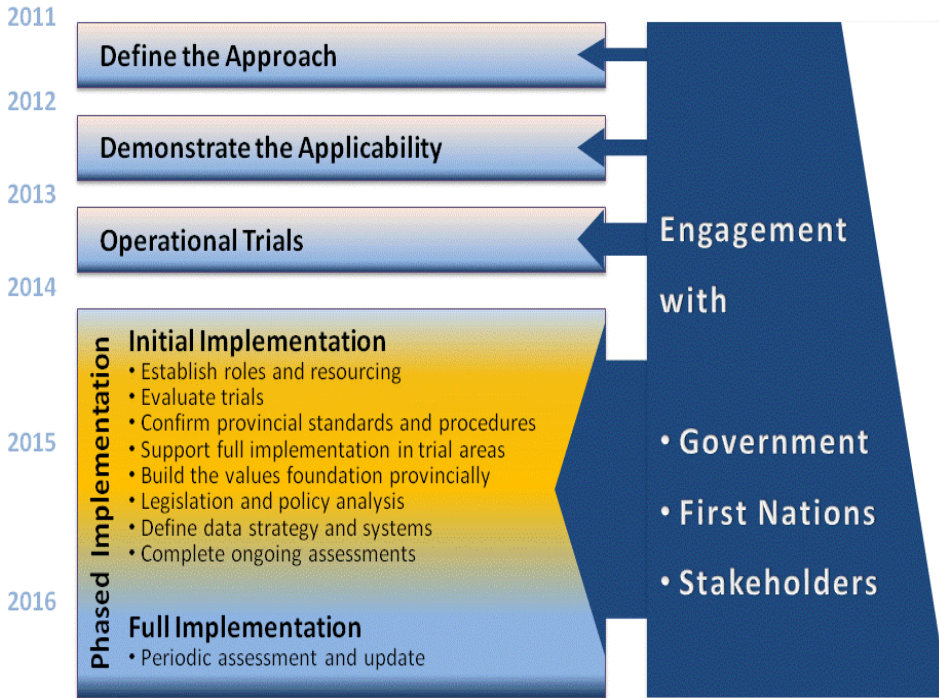 2011
Define the Approach
2012
Demonstrate the Applicability
2013
Operational Trials
2014
Phased Implementation
Initial Implementation
• Establish roles and resourcing
• Evaluate trials
• Confirm provincial standards and procedures
2015
• Support full implementation in trial areas
• Build the values foundation provincially
• Legislation and policy analysis
• Define data strategy and systems
• Complete ongoing assessments
2016
Full Implementation
• Periodic assessment and update
Engagement
with
• Government
• First Nations
• Stakeholders